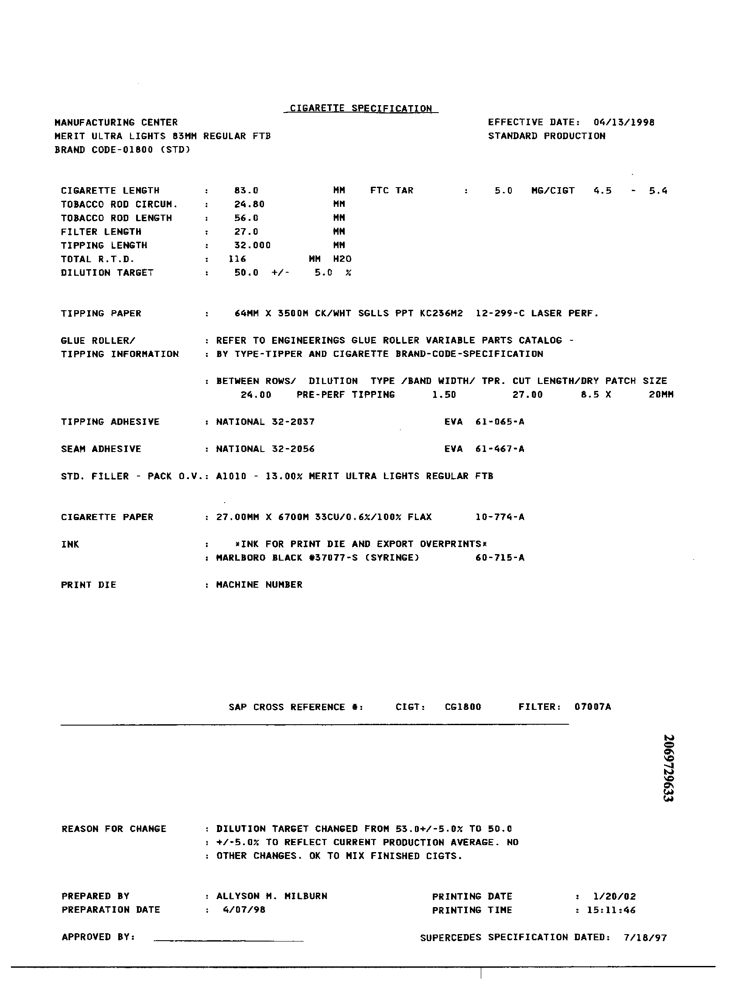 CIGARETTE SPECIFICATION
MANUFACTURING CENTER EFFECTIVE DATE: 04/13/1998
MERIT ULTRA LIGHTS 83MM REGULAR FTB STANDARD PRODUCTION
BRAND CODE-01800 (STD)
CIGARETTE LENGTH : 83.0 MM FTC TAR : 5.0 MG/CIGT 4.5 - 5.4
TOBACCO ROD CIRCUM. : 24.80 MM
TOBACCO ROD LENGTH : 56.0 MM
FILTER LENGTH : 27.0 MM
TIPPING LENGTH : 32.000 MM
TOTAL R.T.D. : 116 MM H2O
DILUTION TARGET : 50.0 +/- 5.0 %
TIPPING PAPER : 64MM X 3500M CK/WHT SGLLS PPT KC236M2 12-299-C LASER PERF.
GLUE ROLLER/ : REFER TO ENGINEERINGS GLUE ROLLER VARIABLE PARTS CATALOG -
TIPPING INFORMATION : BY TYPE-TIPPER AND CIGARETTE BRAND-CODE-SPECIFICATION
: BETWEEN ROWS/ DILUTION TYPE /BAND WIDTH/ TPR. CUT LENGTH/DRY PATCH SIZE
24.00 PRE-PERF TIPPING 1.50 27.00 8.5 X 20MM
TIPPING ADHESIVE : NATIONAL 32-2037 EVA 61-065-A
SEAM ADHESIVE : NATIONAL 32-2056 EVA 61-467-A
STD. FILLER - PACK O.V.: A1010 - 13.00% MERIT ULTRA LIGHTS REGULAR FTB
CIGARETTE PAPER : 27.00MM X 6700M 33CU/0.6%/100% FLAX 10-774-A
INK : *INK FOR PRINT DIE AND EXPORT OVERPRINTS*
: MARLBORO BLACK #37077-S (SYRINGE) 60-715-A
PRINT DIE : MACHINE NUMBER
SAP CROSS REFERENCE #: CIGT: CG1800 FILTER: 07007A
2069729633
REASON FOR CHANGE : DILUTION TARGET CHANGED FROM 53.0+/-5.0% TO 50.0
: +/-5.0% TO REFLECT CURRENT PRODUCTION AVERAGE. NO
: OTHER CHANGES. OK TO MIX FINISHED CIGTS.
PREPARED BY : ALLYSON M. MILBURN PRINTING DATE : 1/20/02
PREPARATION DATE : 4/07/98 PRINTING TIME : 15:11:46
APPROVED BY: SUPERCEDES SPECIFICATION DATED: 7/18/97